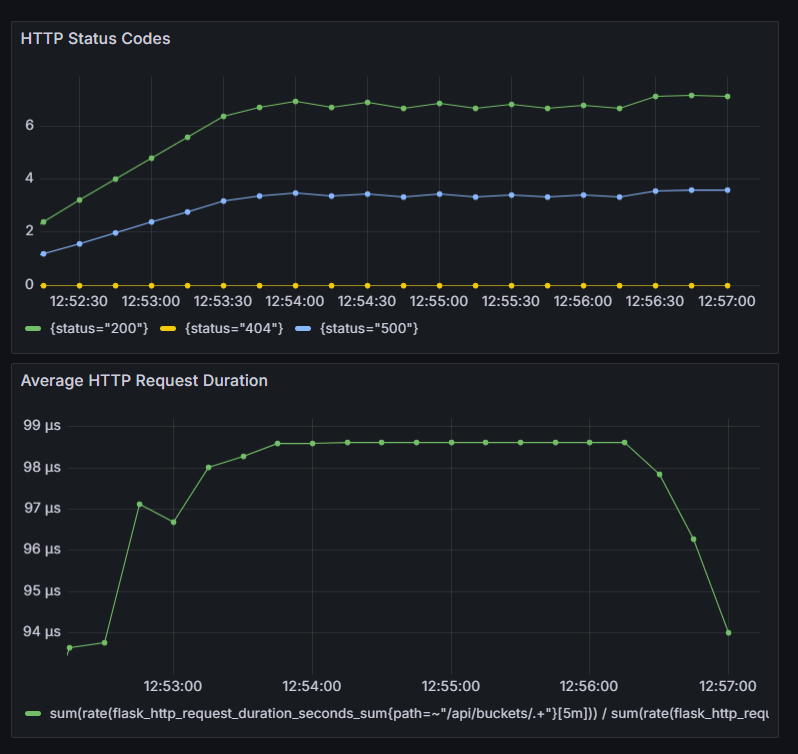 HTTP Status Codes
6
4
2
0
12:52:30 12:53:00 12:53:30 12:54:00 12:54:30 12:55:00 12:55:30 12:56:00 12:56:30 12:57:00
{status="200"} {status="404"} {status="500"}
Average HTTP Request Duration
99 µs
98 µs
97 µs
96 µs
95 µs
94 µs
12:53:00 12:54:00 12:55:00 12:56:00 12:57:00
sum(rate(flask_http_request_duration_seconds_sum{path=~"/api/buckets/.+"}[5m])) / sum(rate(flask_http_requ